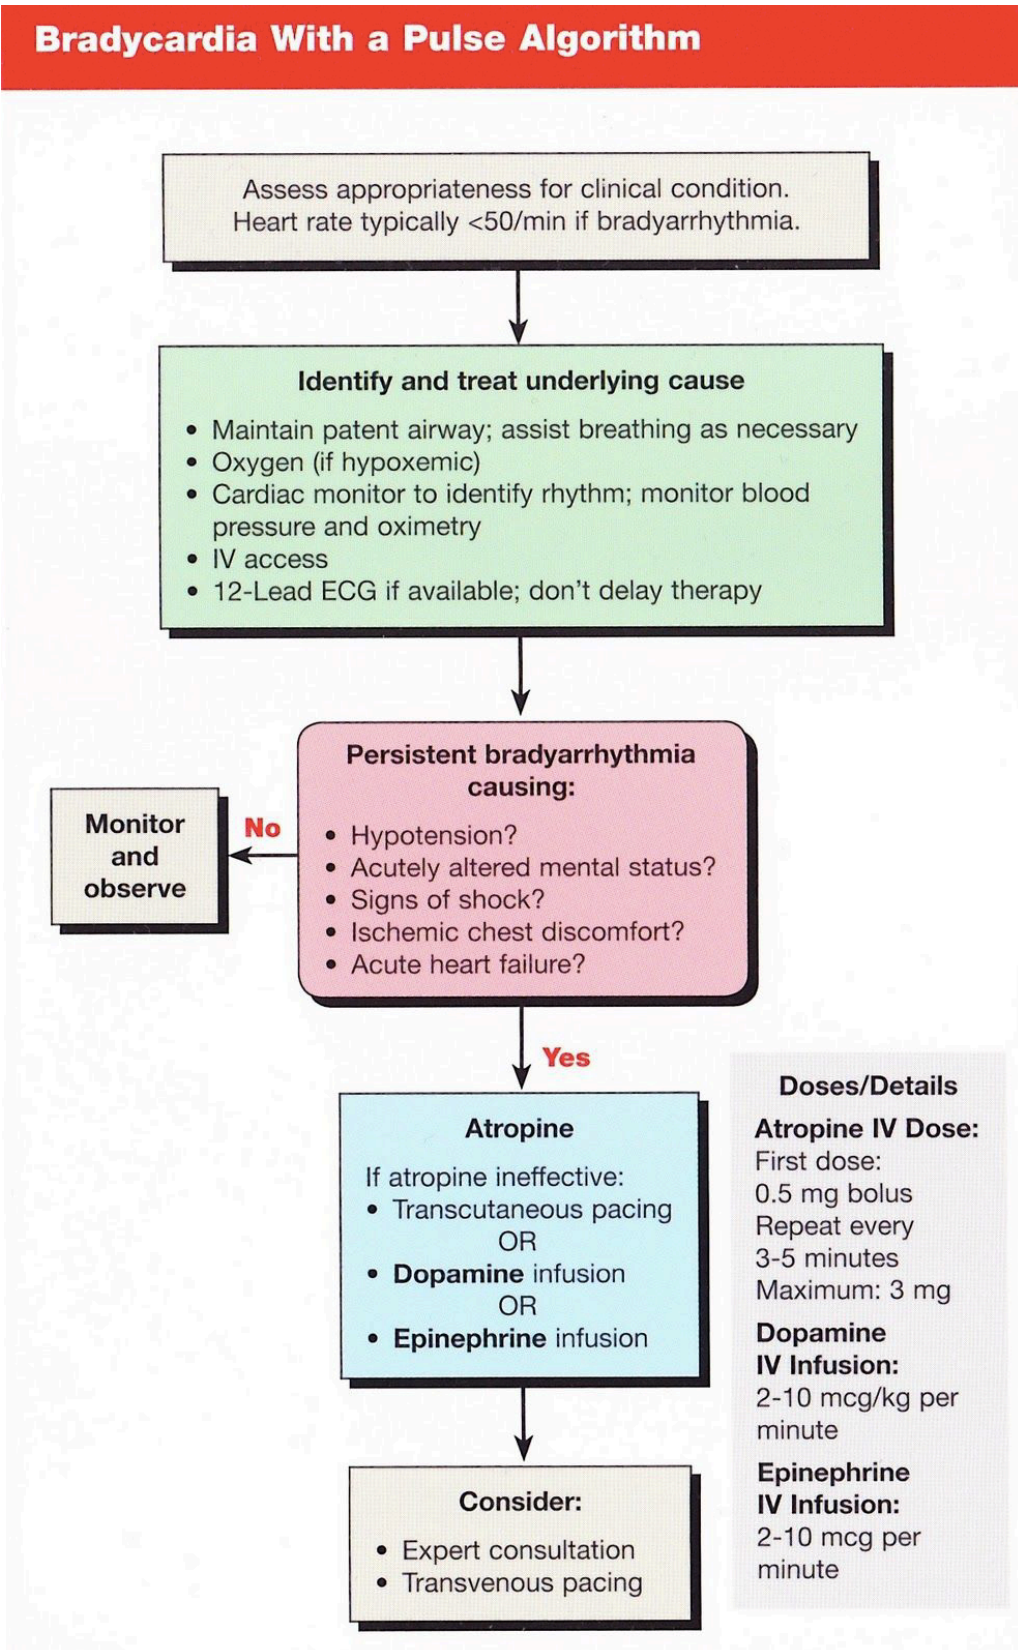 Bradycardia With a Pulse Algorithm
Assess appropriateness for clinical condition.
Heart rate typically <50/min if bradyarrhythmia.
Identify and treat underlying cause
• Maintain patent airway; assist breathing as necessary
• Oxygen (if hypoxemic)
• Cardiac monitor to identify rhythm; monitor blood
pressure and oximetry
• IV access
• 12-Lead ECG if available; don't delay therapy
Persistent bradyarrhythmia
causing:
• Hypotension?
• Acutely altered mental status?
• Signs of shock?
• Ischemic chest discomfort?
• Acute heart failure?
No
Monitor
and
observe
Yes
Atropine
If atropine ineffective:
• Transcutaneous pacing
OR
• Dopamine infusion
OR
• Epinephrine infusion
Consider:
• Expert consultation
• Transvenous pacing
Doses/Details
Atropine IV Dose:
First dose:
0.5 mg bolus
Repeat every
3-5 minutes
Maximum: 3 mg
Dopamine
IV Infusion:
2-10 mcg/kg per
minute
Epinephrine
IV Infusion:
2-10 mcg per
minute